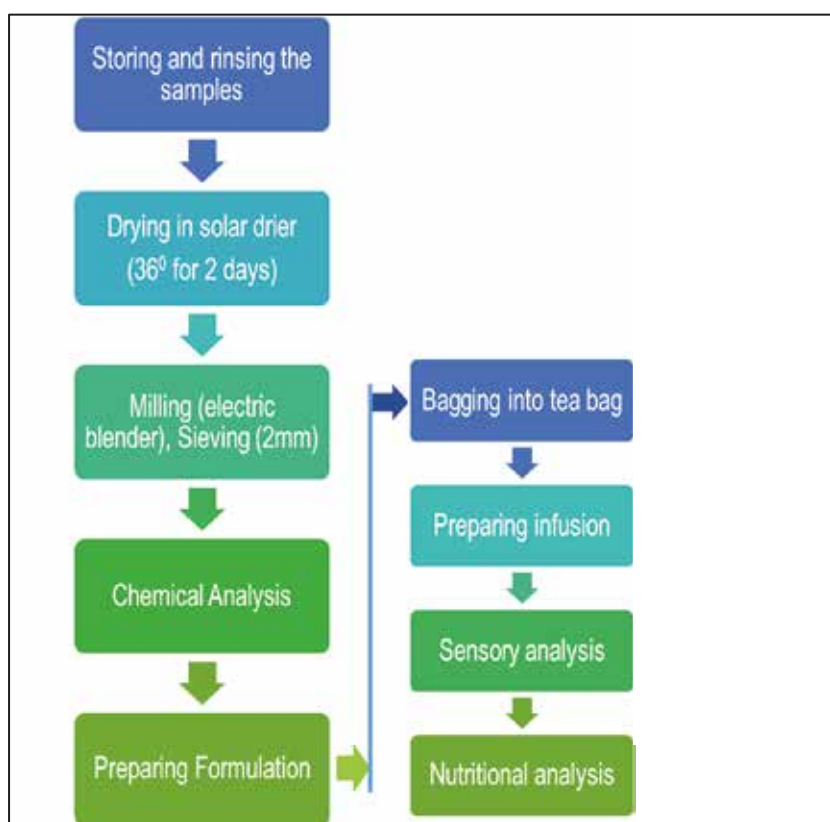 Storing and rinsing the
samples
Drying in solar drier
(36⁰ for 2 days)
Milling (electric
blender), Sieving (2mm)
Chemical Analysis
Preparing Formulation
Bagging into tea bag
Preparing infusion
Sensory analysis
Nutritional analysis